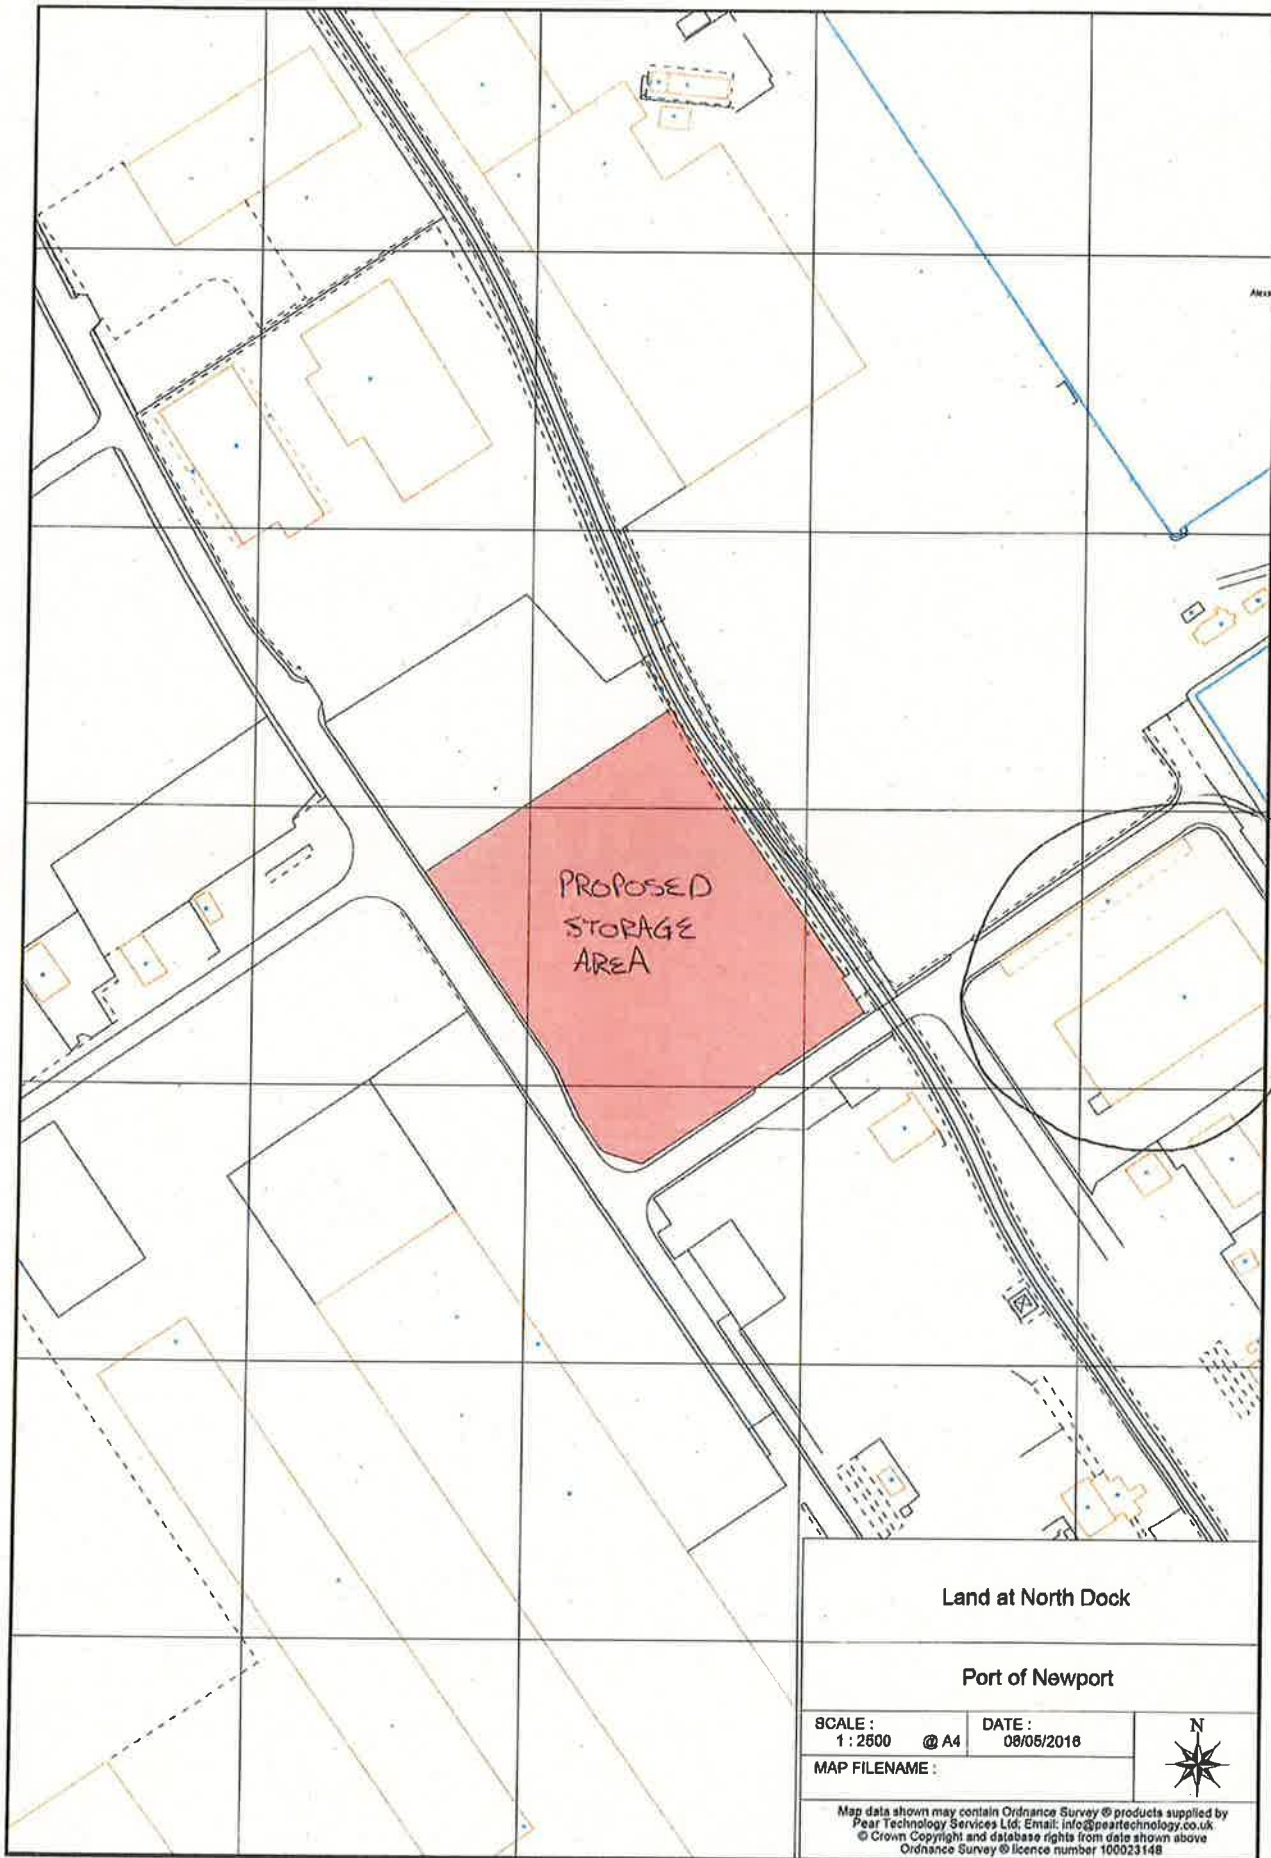 Alexa
PROPOSED
STORAGE
AREA
Land at North Dock
Port of Newport
SCALE :
1 : 2500 @ A4
DATE :
06/05/2016
N
MAP FILENAME :
Map data shown may contain Ordnance Survey ® products supplied by
Pear Technology Services Ltd; Email: info@peartechnology.co.uk
© Crown Copyright and database rights from date shown above
Ordnance Survey ® licence number 100023148